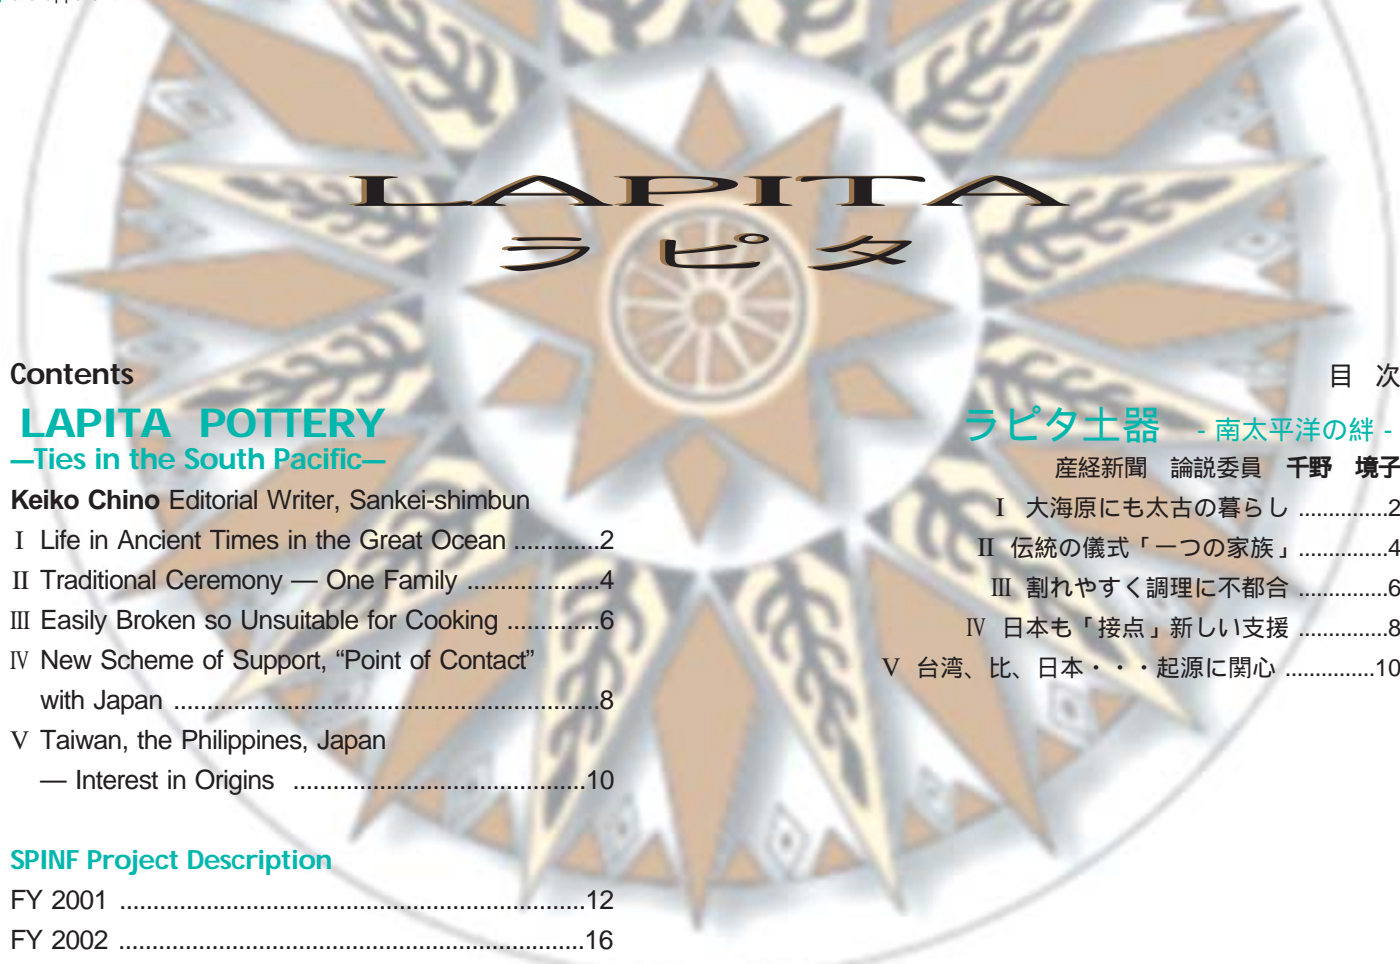 LAPITA
ラピタ
Contents
LAPITA POTTERY
—Ties in the South Pacific—
Keiko Chino Editorial Writer, Sankei-shimbun
Ⅰ Life in Ancient Times in the Great Ocean .............2
Ⅱ Traditional Ceremony — One Family ...................4
Ⅲ Easily Broken so Unsuitable for Cooking .............6
Ⅳ New Scheme of Support, “Point of Contact”
with Japan ...............................................................8
Ⅴ Taiwan, the Philippines, Japan
— Interest in Origins ...........................................10
SPINF Project Description
FY 2001 .....................................................................12
FY 2002 .....................................................................16
目 次
ラピタ土器 - 南太平洋の絆 -
産経新聞 論説委員 千野 境子
Ⅰ 大海原にも太古の暮らし ..............2
Ⅱ 伝統の儀式「一つの家族」..............4
Ⅲ 割れやすく調理に不都合 ..............6
Ⅳ 日本も「接点」新しい支援 ..............8
Ⅴ 台湾、比、日本・・・起源に関心 ...............10